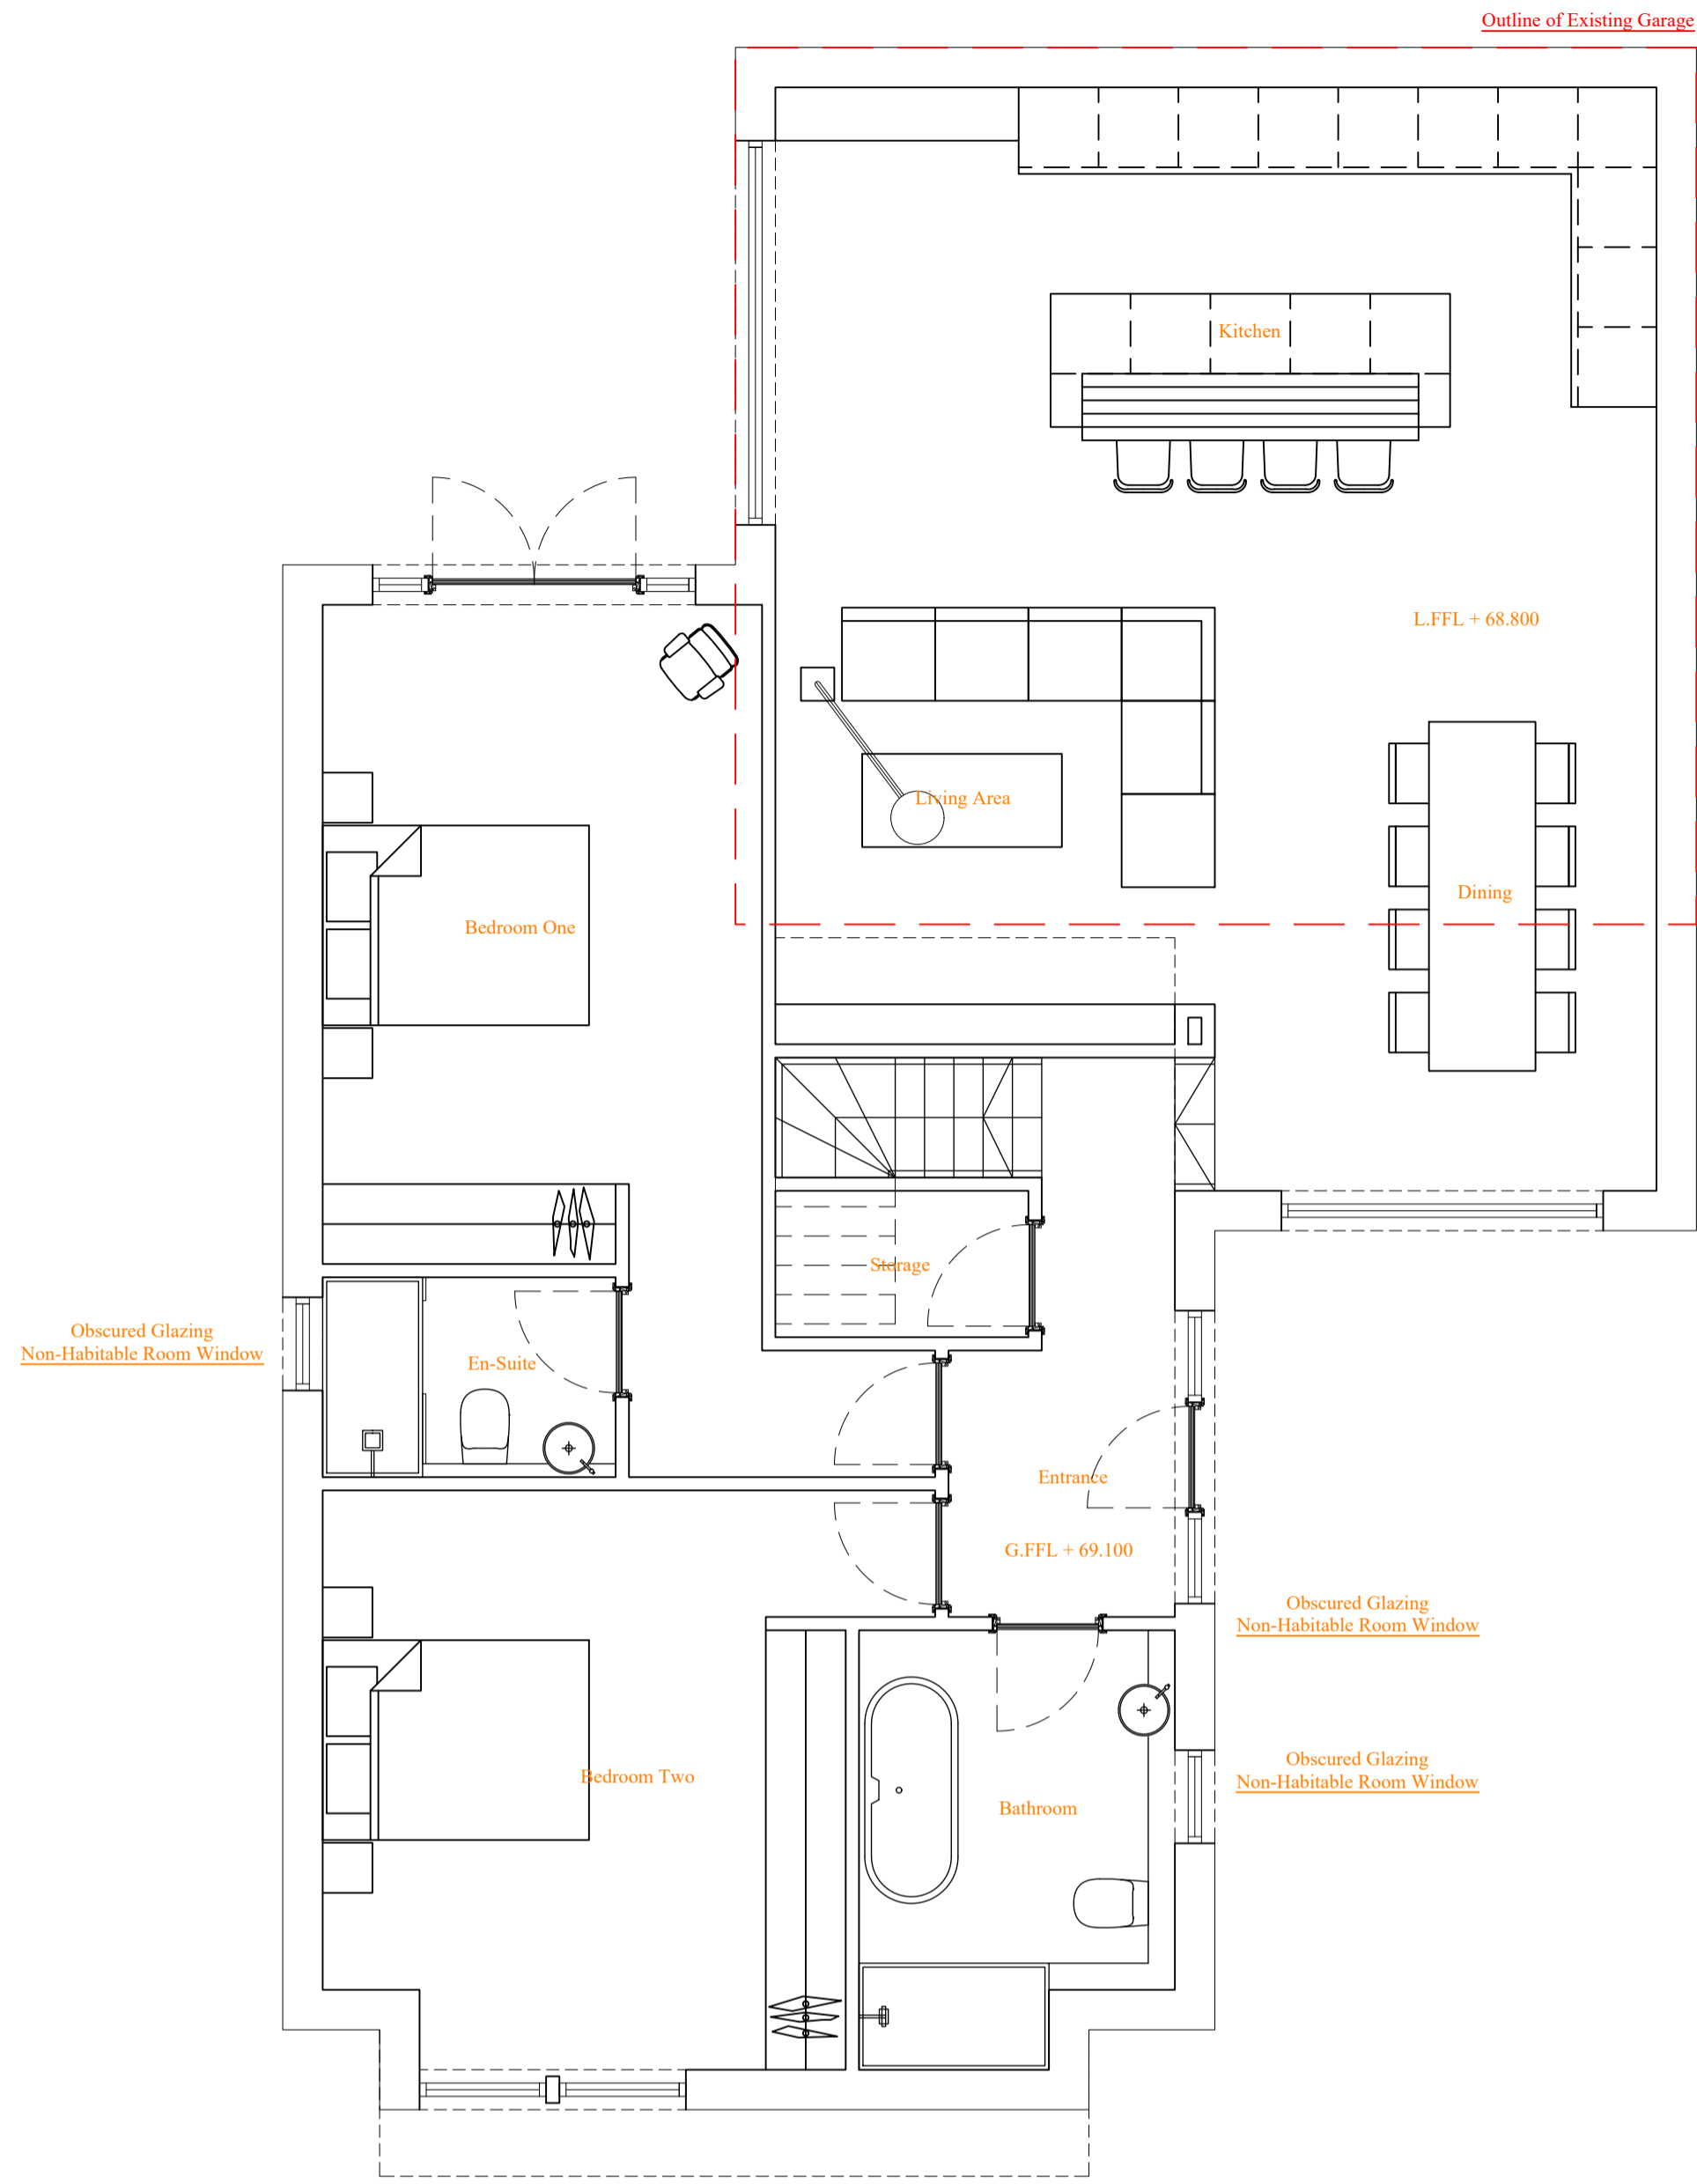 Outline of Existing Garage
Kitchen
L.FFL + 68.800
Living Area
Dining
Bedroom One
Storage
Obscured Glazing
Non-Habitable Room Window
En-Suite
Entrance
G.FFL + 69.100
Obscured Glazing
Non-Habitable Room Window
Bedroom Two
Obscured Glazing
Non-Habitable Room Window
Bathroom